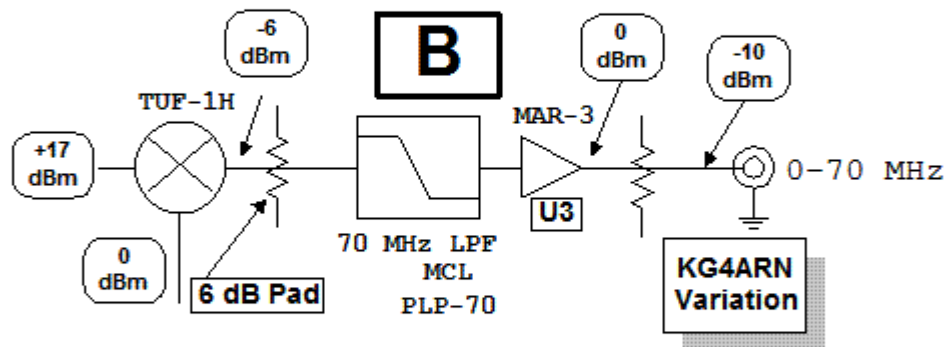 -6
dBm
B
0
dBm
-10
dBm
TUF-1H
MAR-3
+17
dBm
0-70 MHz
U3
0
dBm
6 dB Pad
70 MHz LPF
MCL
PLP-70
KG4ARN
Variation